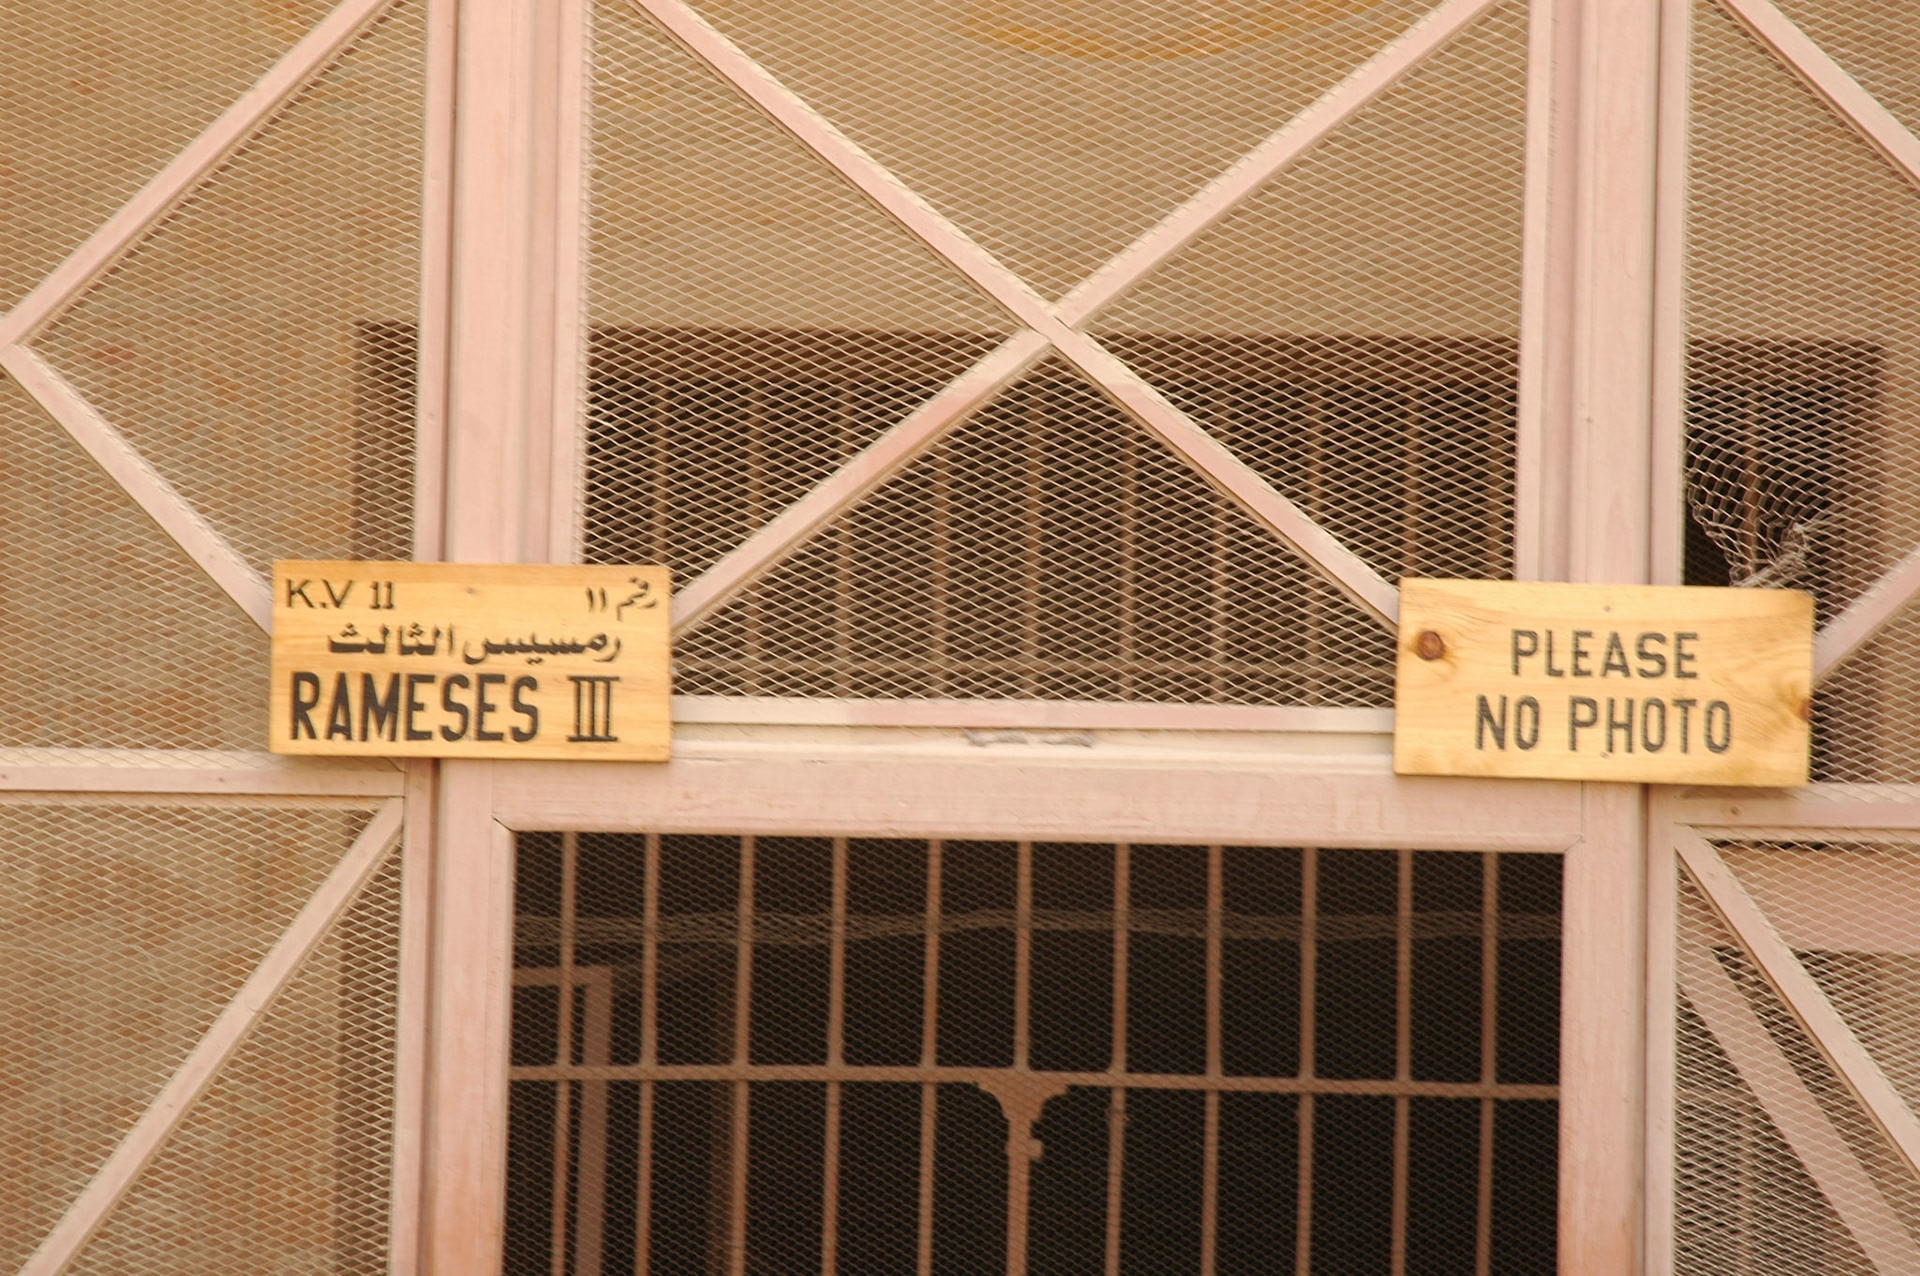 K.V 11 رقم ١١
رمسيس الثالث
RAMESES III
PLEASE
NO PHOTO